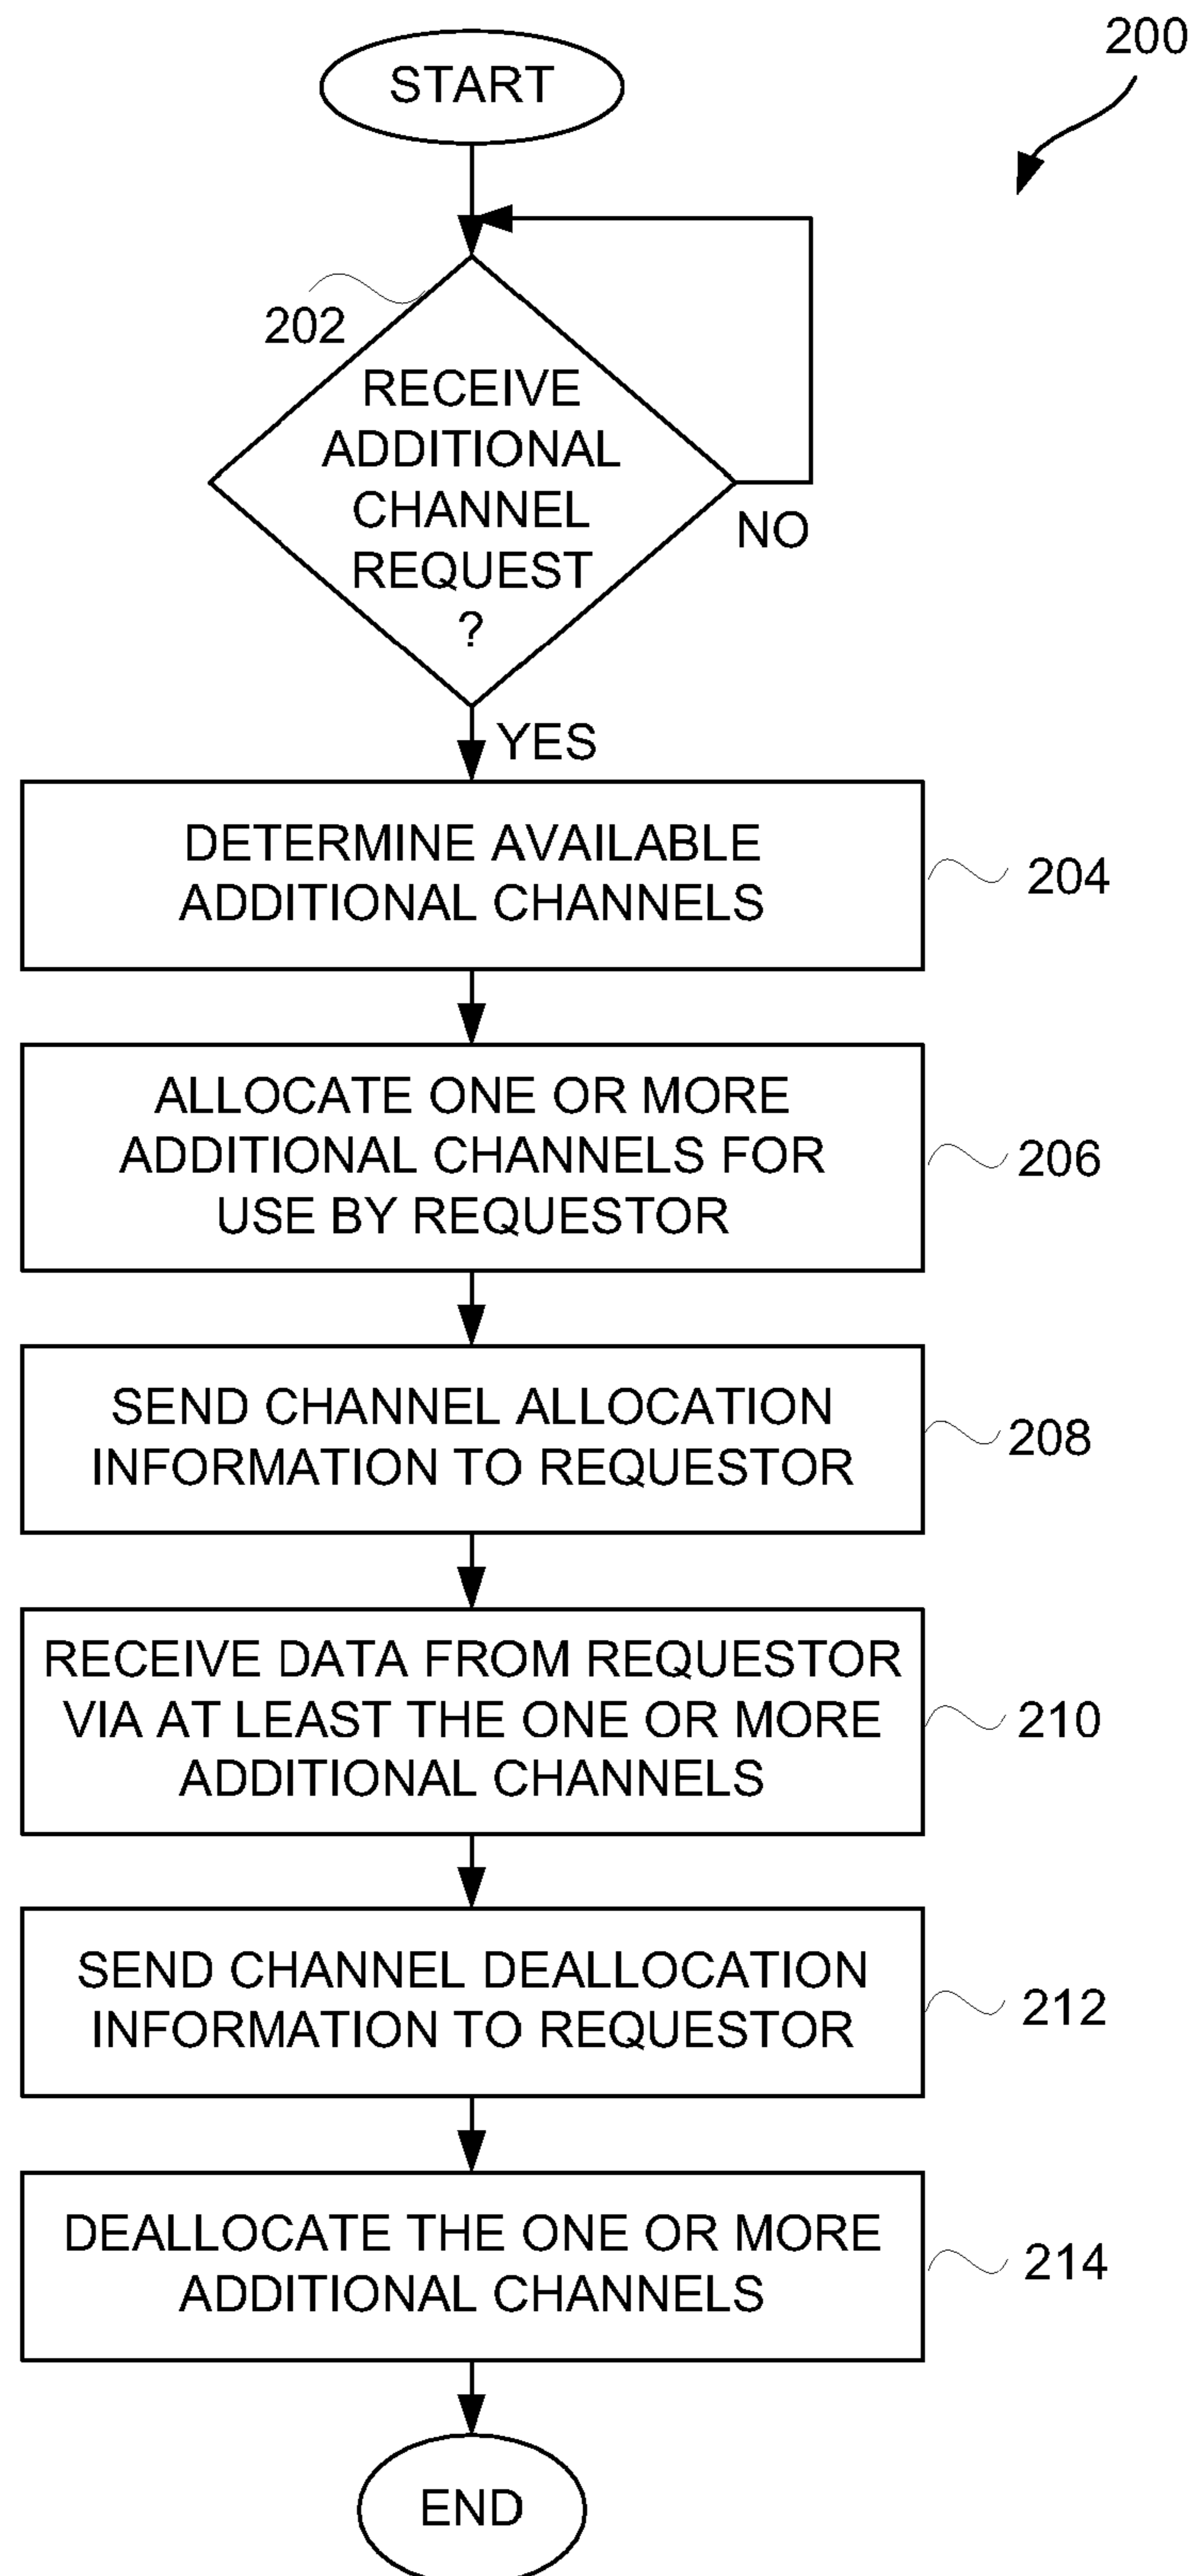 200
START
202
RECEIVE
ADDITIONAL
CHANNEL
REQUEST
?
NO
YES
DETERMINE AVAILABLE
ADDITIONAL CHANNELS
204
ALLOCATE ONE OR MORE
ADDITIONAL CHANNELS FOR
USE BY REQUESTOR
206
SEND CHANNEL ALLOCATION
INFORMATION TO REQUESTOR
208
RECEIVE DATA FROM REQUESTOR
VIA AT LEAST THE ONE OR MORE
ADDITIONAL CHANNELS
210
SEND CHANNEL DEALLOCATION
INFORMATION TO REQUESTOR
212
DEALLOCATE THE ONE OR MORE
ADDITIONAL CHANNELS
214
END